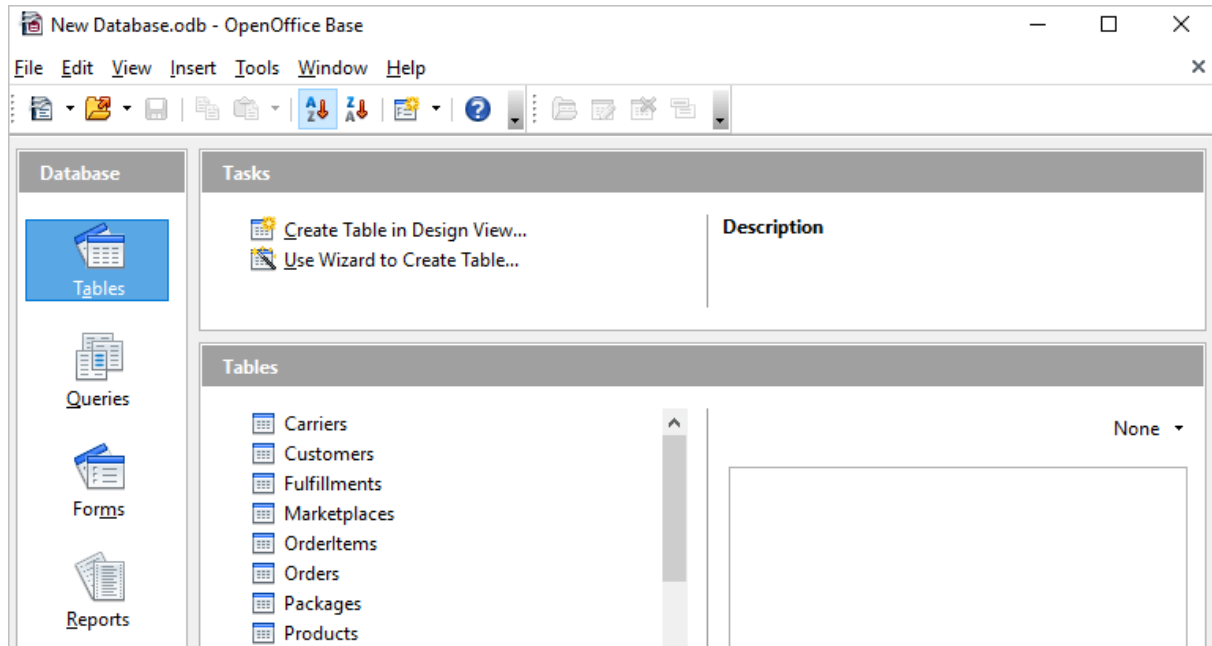 New Database.odb - OpenOffice Base
File Edit View Insert Tools Window Help
Database
Tables
Queries
Forms
Reports
Tasks
Create Table in Design View...
Use Wizard to Create Table...
Description
Tables
Carriers
Customers
Fulfillments
Marketplaces
OrderItems
Orders
Packages
Products
None